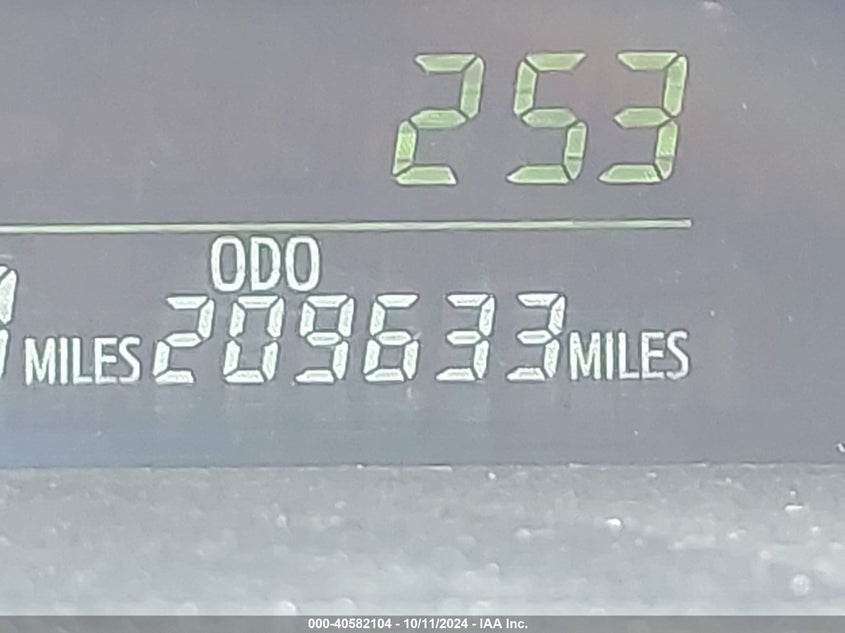 253
ODO
MILES 209633 MILES
000-40582104 - 10/11/2024 - IAA Inc.